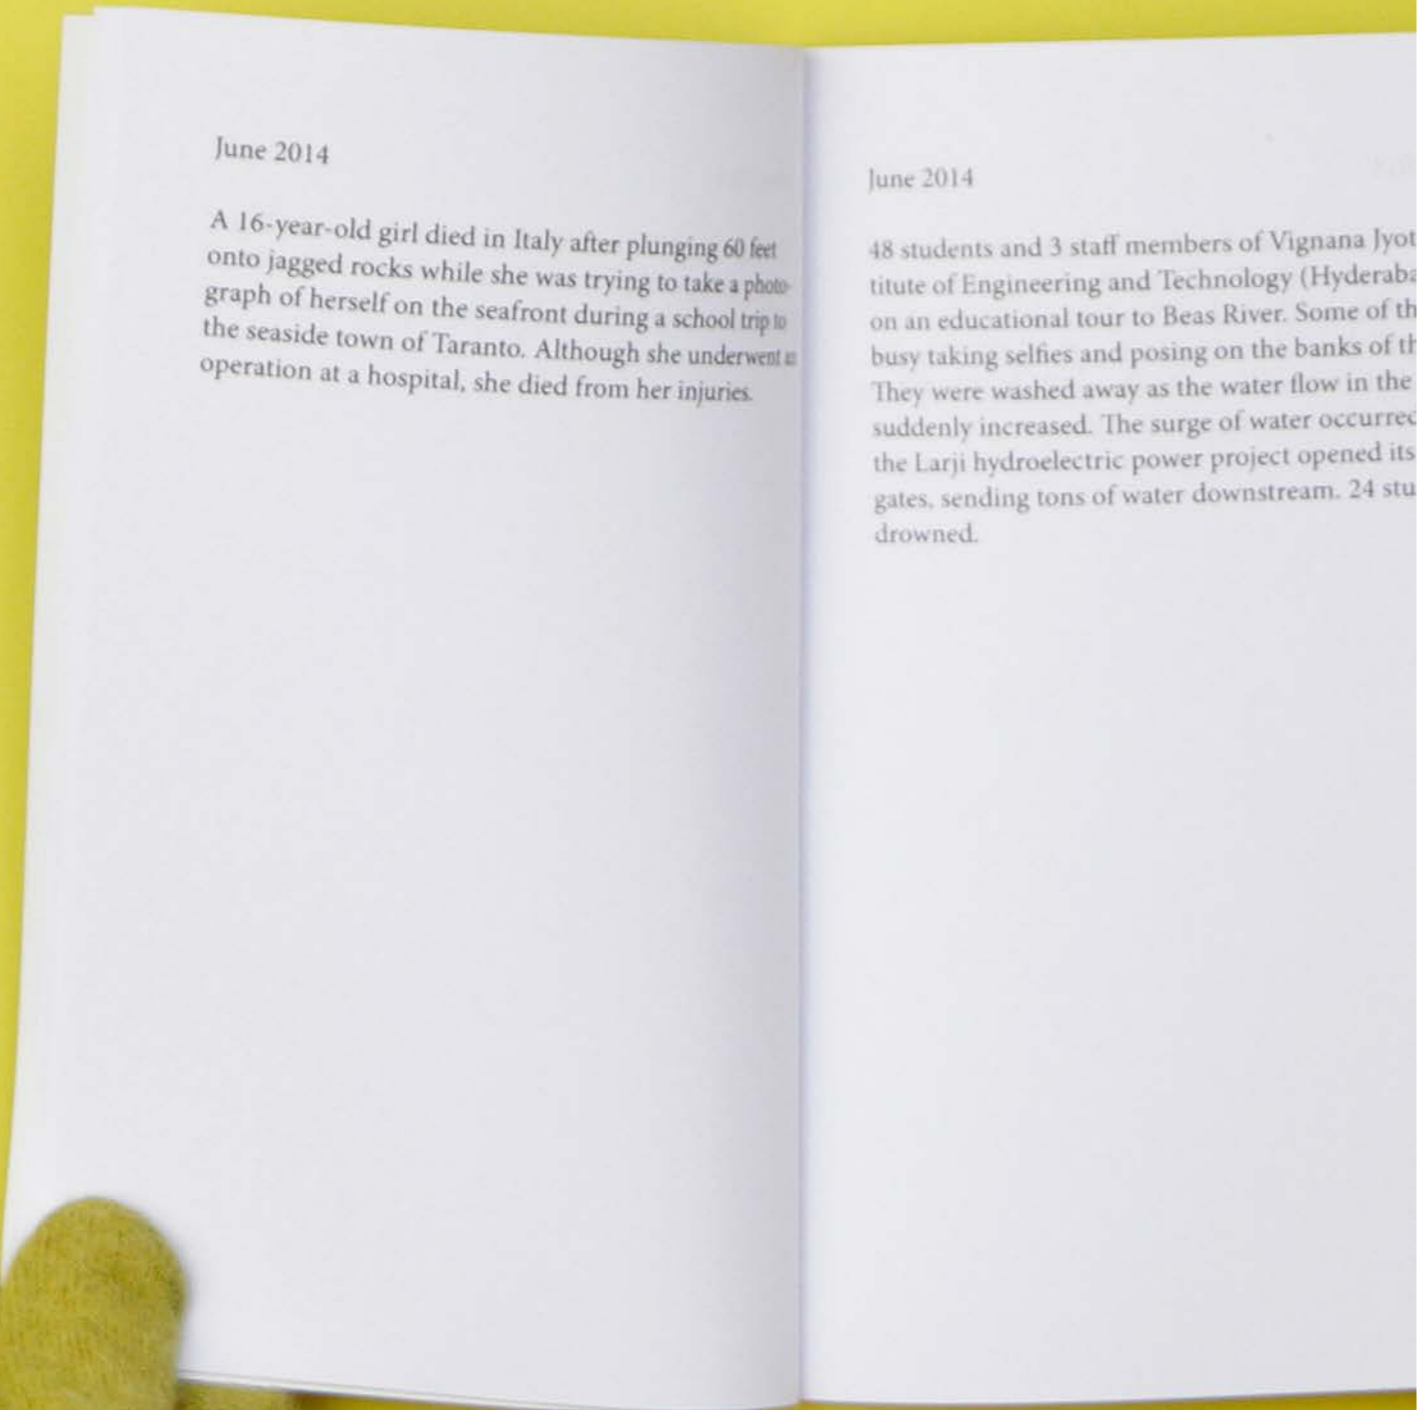 June 2014
A 16-year-old girl died in Italy after plunging 60 feet
onto jagged rocks while she was trying to take a photo-
graph of herself on the seafront during a school trip to
the seaside town of Taranto. Although she underwent an
operation at a hospital, she died from her injuries.
June 2014
48 students and 3 staff members of Vignana Jyot
titute of Engineering and Technology (Hyderaba
on an educational tour to Beas River. Some of th
busy taking selfies and posing on the banks of th
They were washed away as the water flow in the
suddenly increased. The surge of water occurred
the Larji hydroelectric power project opened its
gates, sending tons of water downstream. 24 stu
drowned.